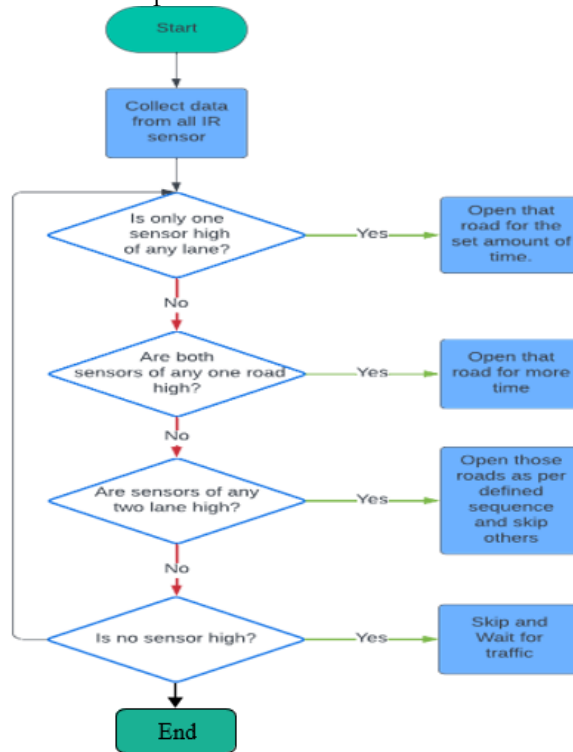 Start
Collect data
from all IR
sensor
Is only one
sensor high
of any lane?
Yes
Open that
road for the
set amount of
time.
No
Are both
sensors of any one road
high?
Yes
Open that
road for more
time
No
Are sensors of any
two lane high?
Yes
Open those
roads as per
defined
sequence
and skip
others
No
Is no sensor high?
Yes
Skip and
Wait for
traffic
End